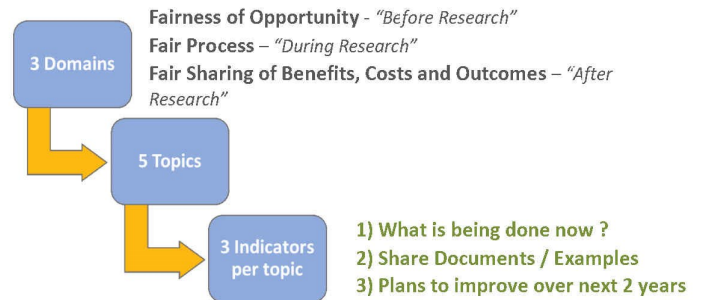 Fairness of Opportunity - “Before Research”
3 Domains
Fair Process – “During Research”
Fair Sharing of Benefits, Costs and Outcomes – “After
Research”
5 Topics
3 Indicators
per topic
1) What is being done now ?
2) Share Documents / Examples
3) Plans to improve over next 2 years